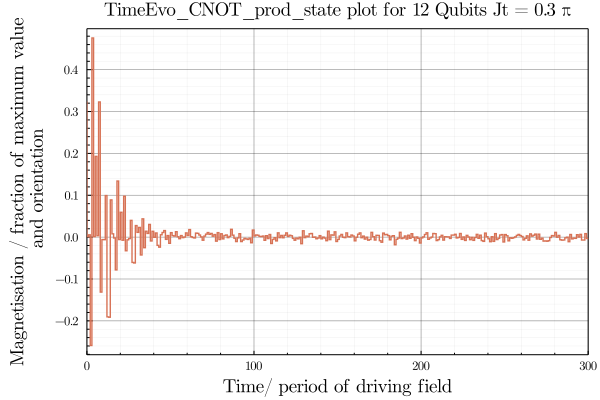 TimeEvo_CNOT_prod_state plot for 12 Qubits Jt = 0.3 π
Magnetisation / fraction of maximum value
and orientation
0.4
0.3
0.2
0.1
0.0
−0.1
−0.2
0
100
200
300
Time/ period of driving field